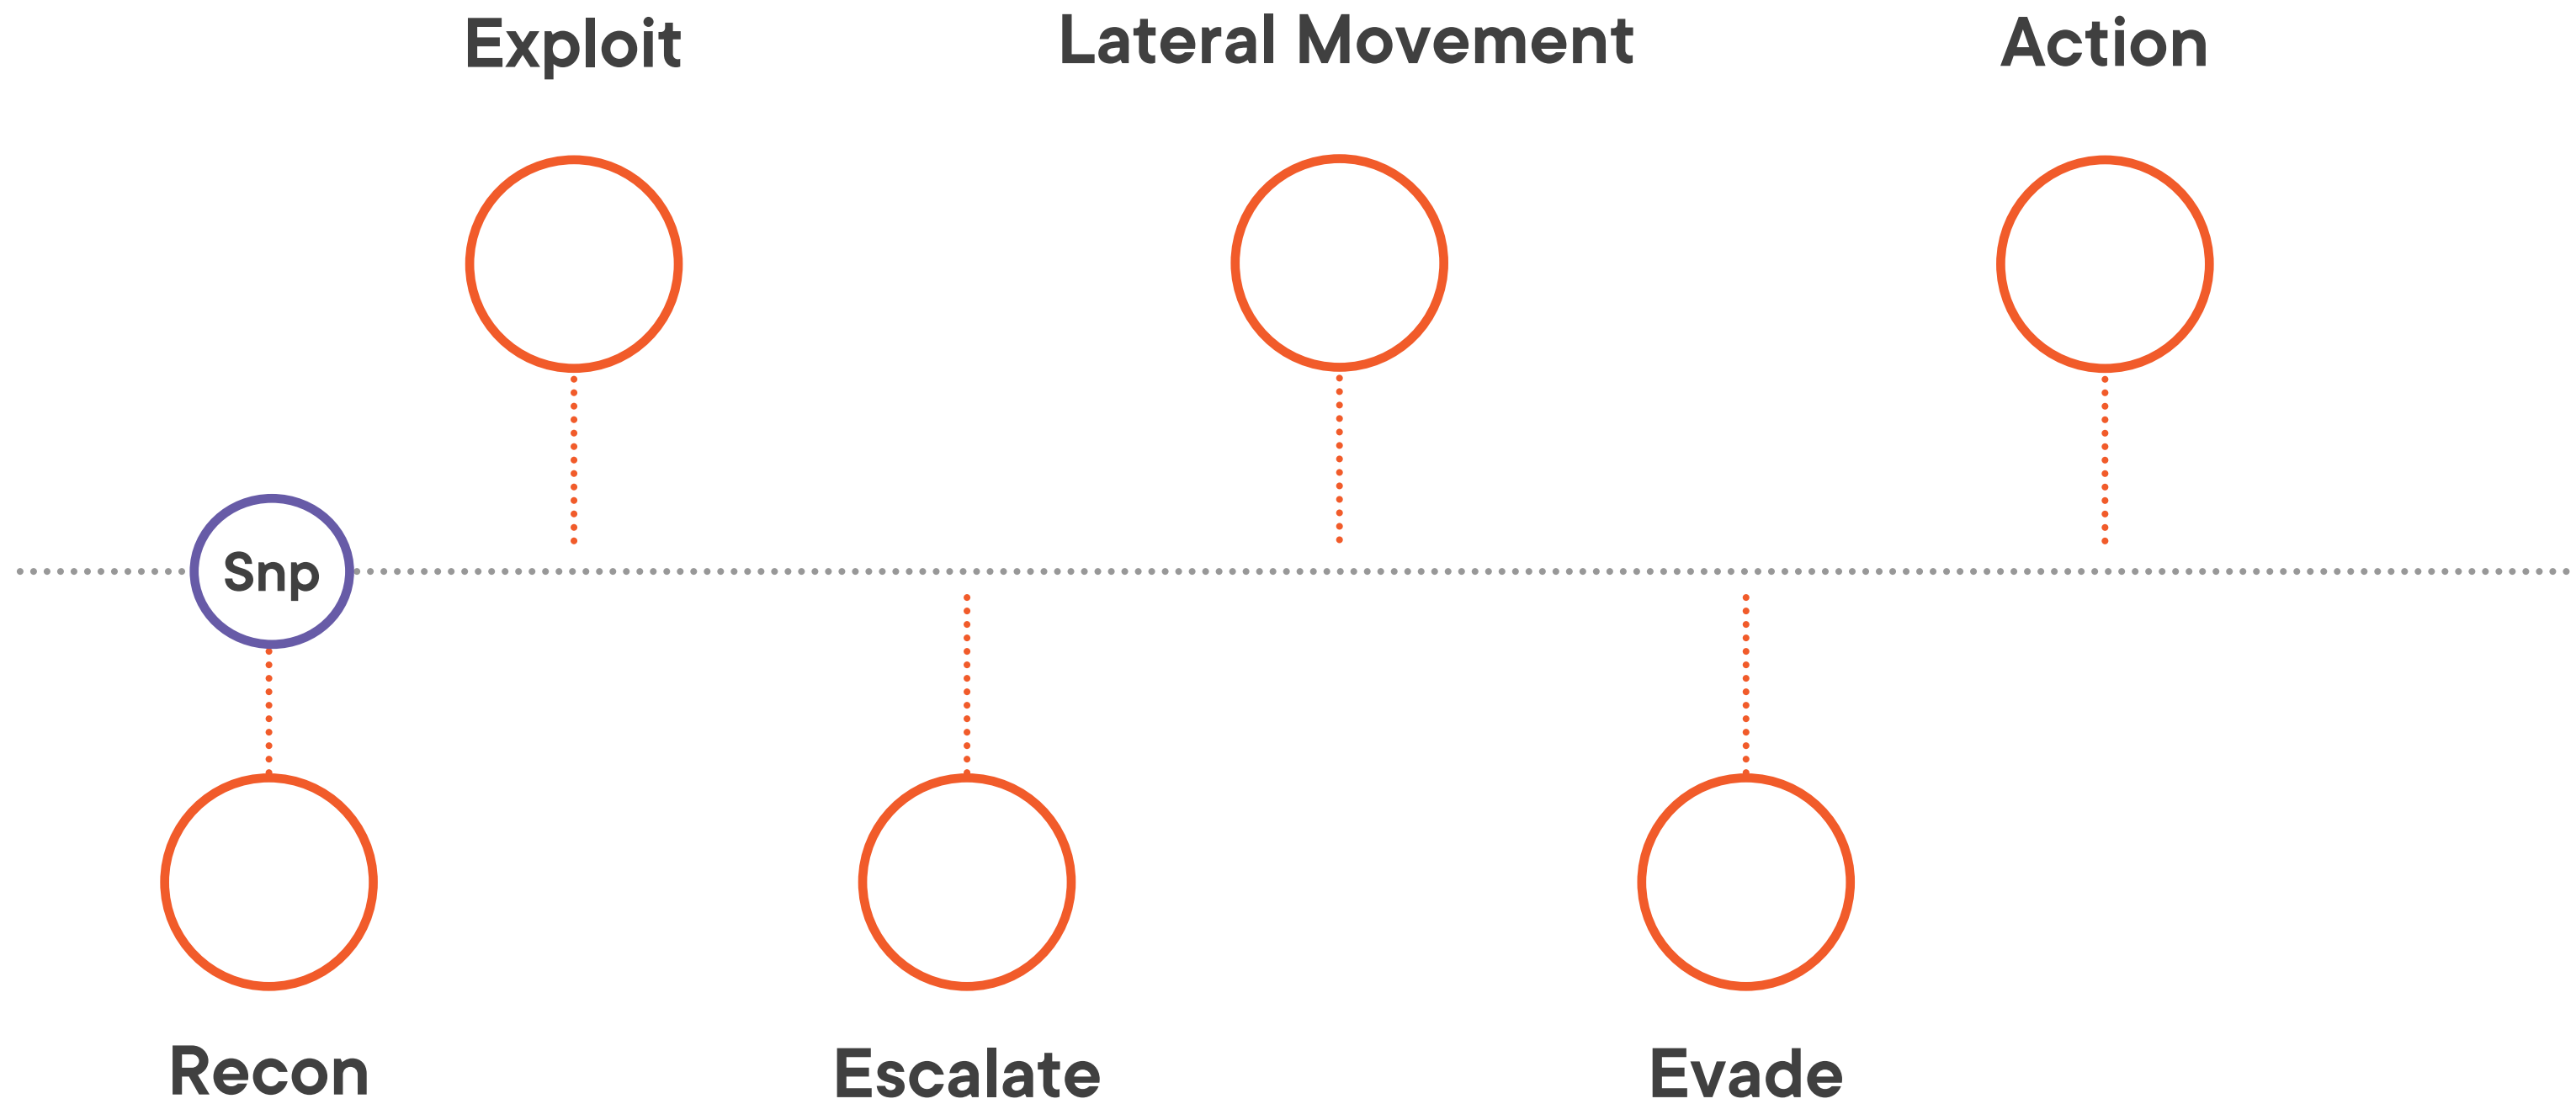 Exploit
Lateral Movement
Action
Snp
Recon
Escalate
Evade